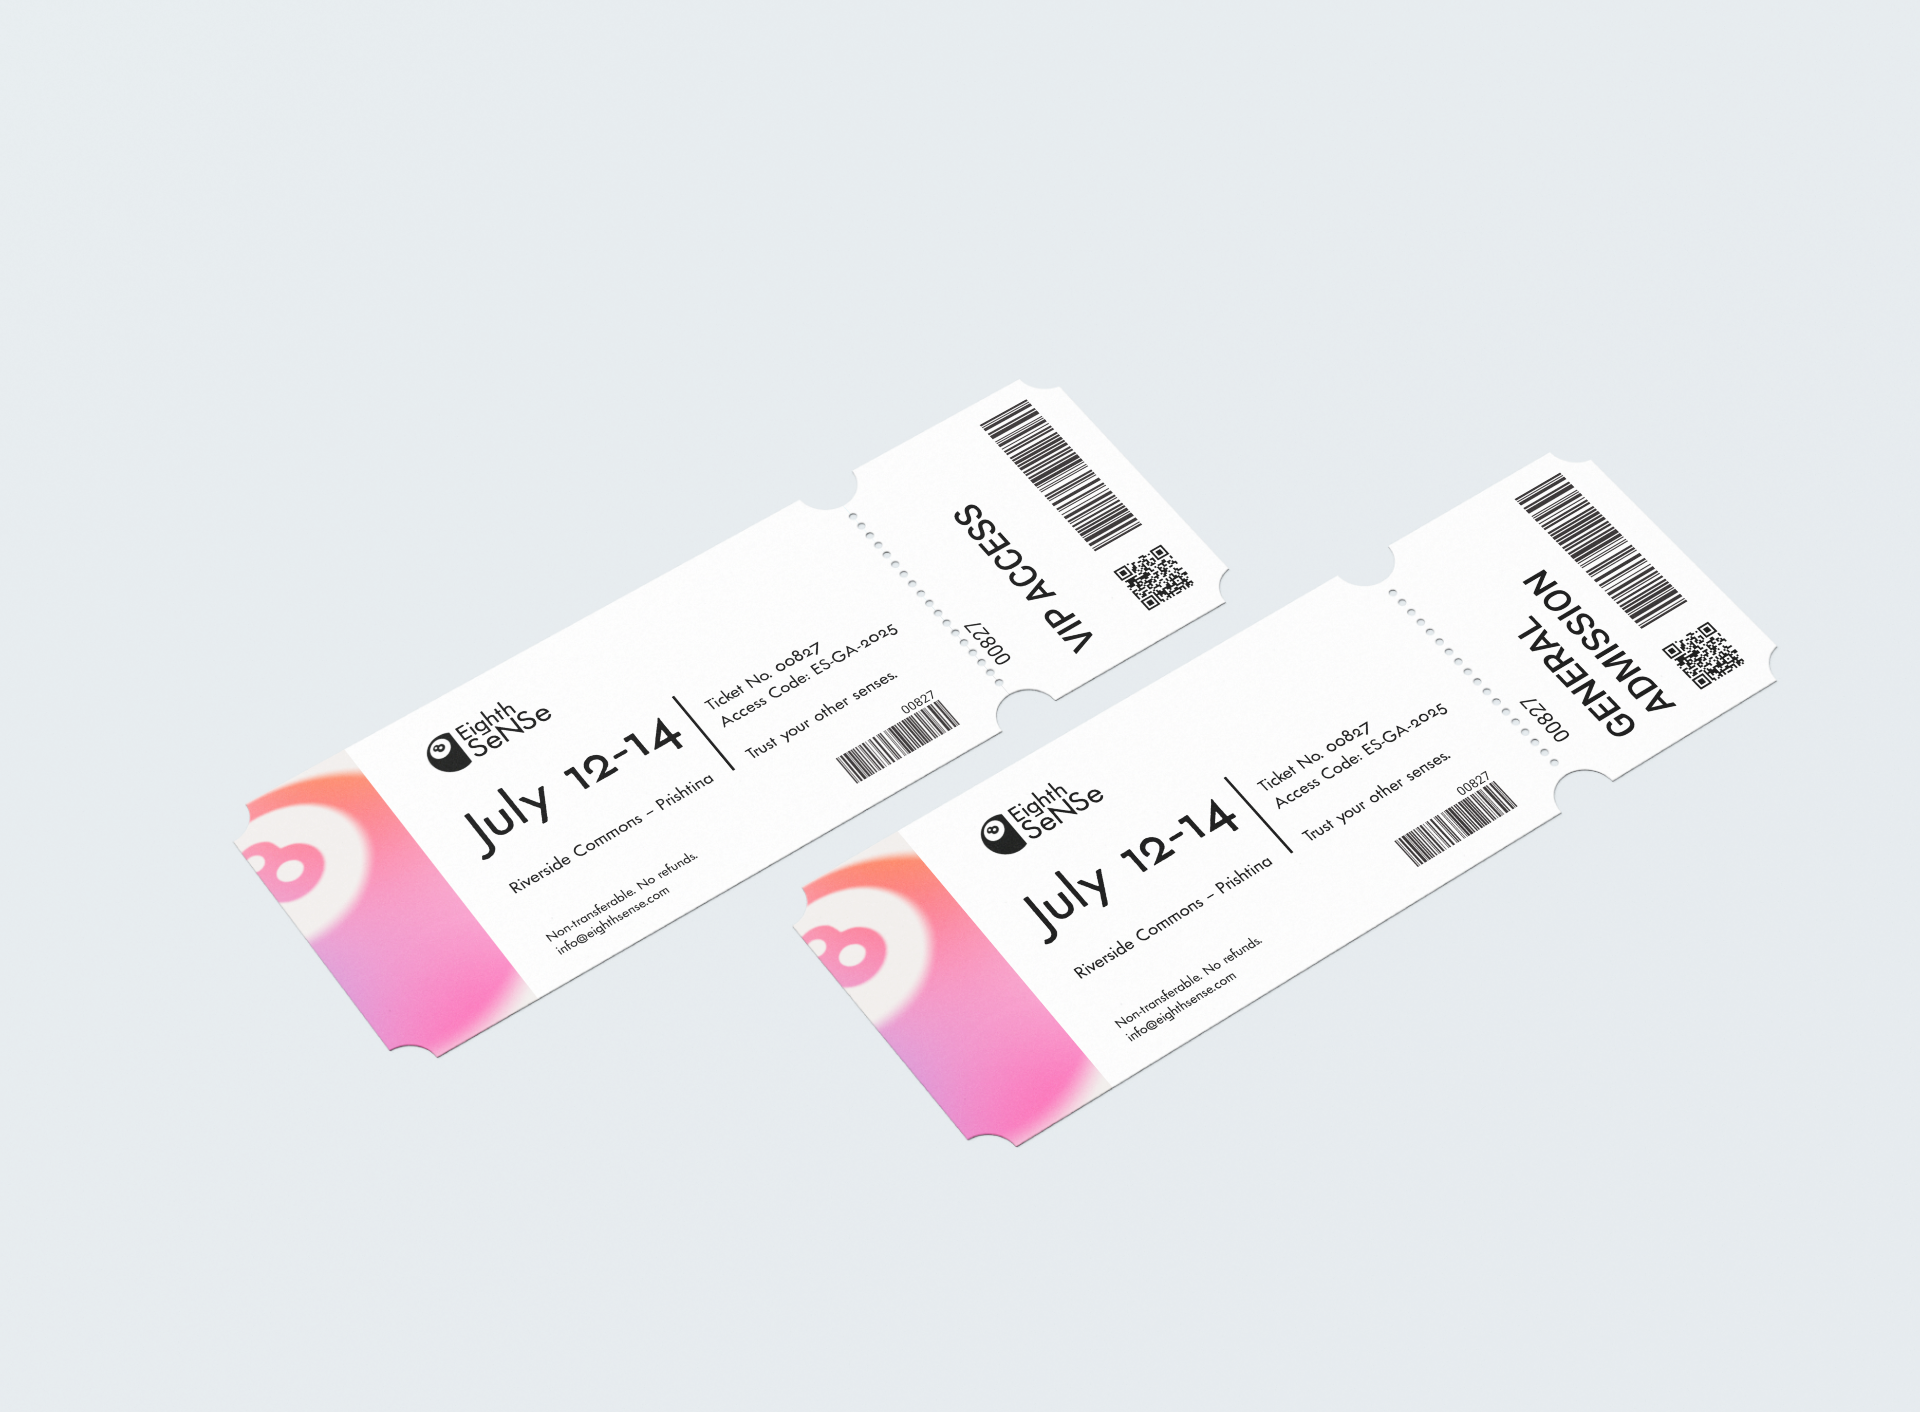 8
Eighth
SeNSe
July 12-14
Riverside Commons – Prishtina
Non-transferable. No refunds.
info@eighthsense.com
Ticket No. 00827
Access Code: ES-GA-2025
Trust your other senses.
00827
00827
VIP ACCESS
8
Eighth
SeNSe
July 12-14
Riverside Commons – Prishtina
Non-transferable. No refunds.
info@eighthsense.com
Ticket No. 00827
Access Code: ES-GA-2025
Trust your other senses.
00827
00827
GENERAL
ADMISSION